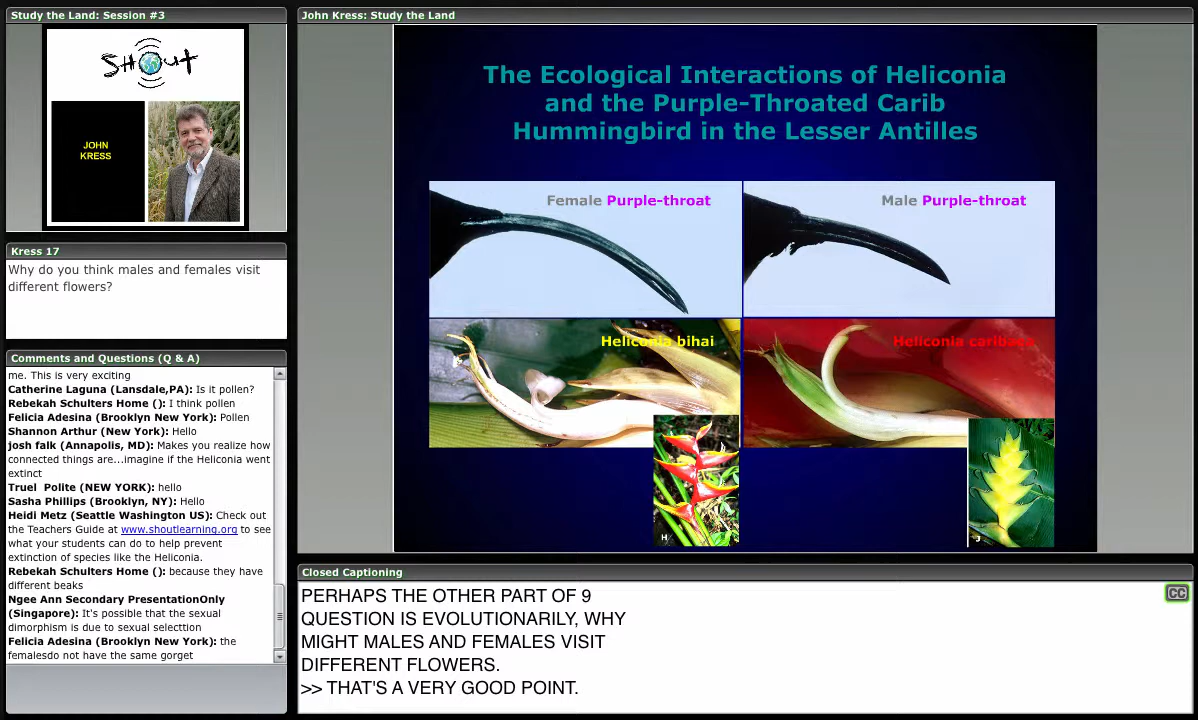 Study the Land: Session #3
SHOUT
JOHN
KRESS
Kress 17
Why do you think males and females visit
different flowers?
Comments and Questions (Q & A)
me. This is very exciting
Catherine Laguna (Lansdale,PA): Is it pollen?
Rebekah Schulters Home (): I think pollen
Felicia Adesina (Brooklyn New York): Pollen
Shannon Arthur (New York): Hello
josh falk (Annapolis, MD): Makes you realize how
connected things are...imagine if the Heliconia went
extinct
Truel  Polite (NEW YORK): hello
Sasha Phillips (Brooklyn, NY): Hello
Heidi Metz (Seattle Washington US): Check out
the Teachers Guide at www.shoutlearning.org to see
what your students can do to help prevent
extinction of species like the Heliconia.
Rebekah Schulters Home (): because they have
different beaks
Ngee Ann Secondary PresentationOnly
(Singapore): It's possible that the sexual
dimorphism is due to sexual selecttion
Felicia Adesina (Brooklyn New York): the
femalesdo not have the same gorget
John Kress: Study the Land
The Ecological Interactions of Heliconia
and the Purple-Throated Carib
Hummingbird in the Lesser Antilles
Female Purple-throat
Male Purple-throat
Heliconia bihai
Heliconia caribaea
H
J
Closed Captioning
PERHAPS THE OTHER PART OF 9
QUESTION IS EVOLUTIONARILY, WHY
MIGHT MALES AND FEMALES VISIT
DIFFERENT FLOWERS.
>> THAT'S A VERY GOOD POINT.
CC